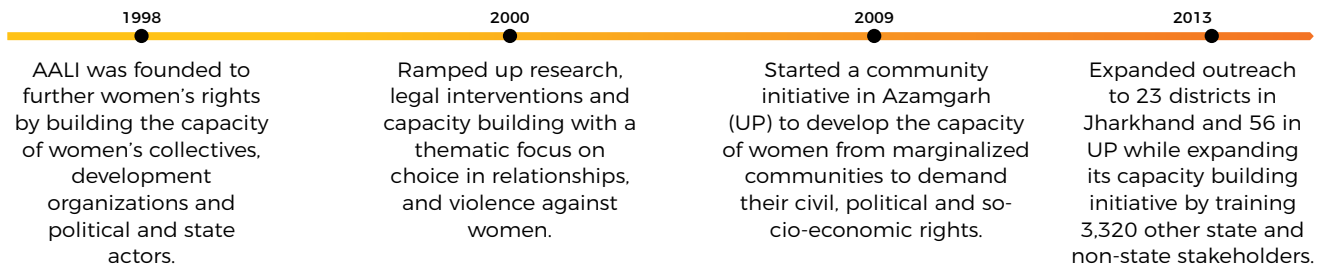 1998
AALI was founded to
further women's rights
by building the capacity
of women's collectives,
development
organizations and
political and state
actors.
2000
Ramped up research,
legal interventions and
capacity building with a
thematic focus on
choice in relationships,
and violence against
women.
2009
Started a community
initiative in Azamgarh
(UP) to develop the capacity
of women from marginalized
communities to demand
their civil, political and so-
cio-economic rights.
2013
Expanded outreach
to 23 districts in
Jharkhand and 56 in
UP while expanding
its capacity building
initiative by training
3,320 other state and
non-state stakeholders.